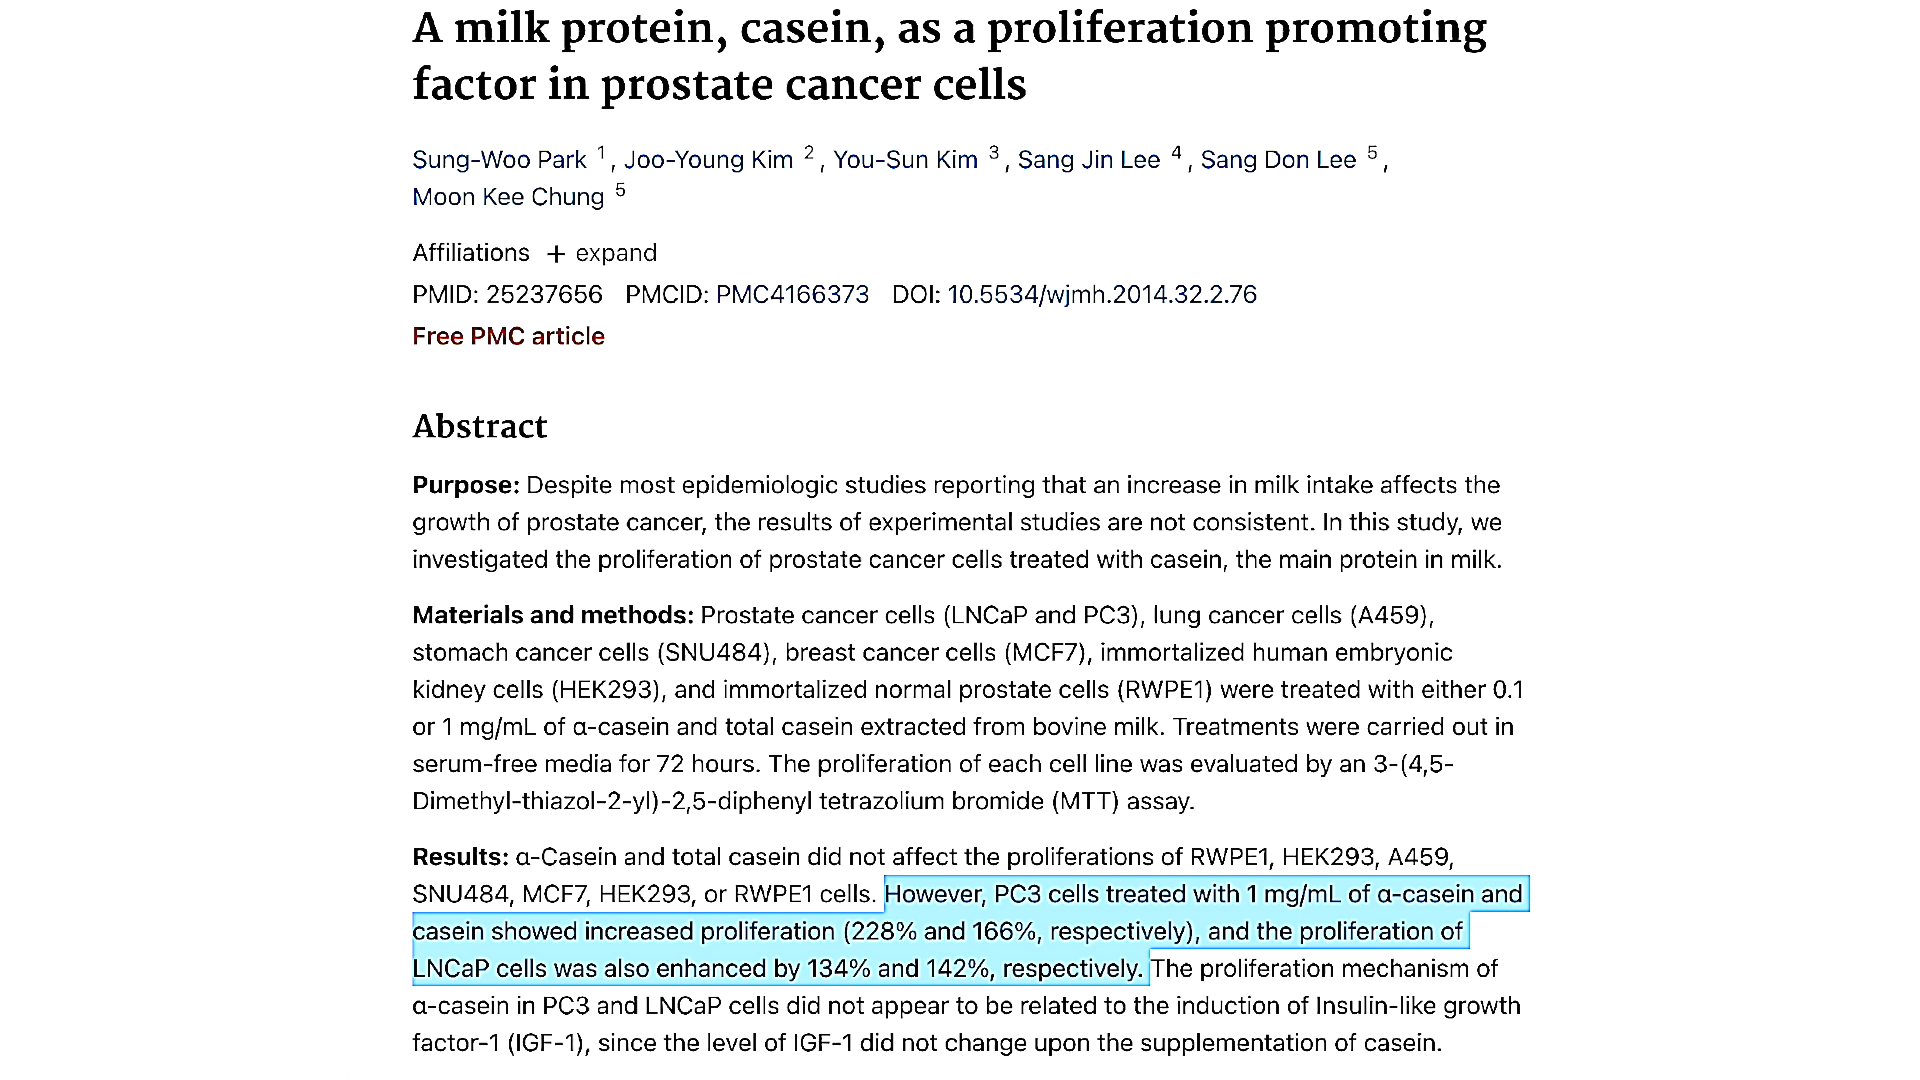 A milk protein, casein, as a proliferation promoting
factor in prostate cancer cells
Sung-Woo Park 1, Joo-Young Kim 2, You-Sun Kim 3, Sang Jin Lee 4, Sang Don Lee 5,
Moon Kee Chung 5
Affiliations + expand
PMID: 25237656 PMCID: PMC4166373 DOI: 10.5534/wjmh.2014.32.2.76
Free PMC article
Abstract
Purpose: Despite most epidemiologic studies reporting that an increase in milk intake affects the
growth of prostate cancer, the results of experimental studies are not consistent. In this study, we
investigated the proliferation of prostate cancer cells treated with casein, the main protein in milk.
Materials and methods: Prostate cancer cells (LNCaP and PC3), lung cancer cells (A459),
stomach cancer cells (SNU484), breast cancer cells (MCF7), immortalized human embryonic
kidney cells (HEK293), and immortalized normal prostate cells (RWPE1) were treated with either 0.1
or 1 mg/mL of α-casein and total casein extracted from bovine milk. Treatments were carried out in
serum-free media for 72 hours. The proliferation of each cell line was evaluated by an 3-(4,5-
Dimethyl-thiazol-2-yl)-2,5-diphenyl tetrazolium bromide (MTT) assay.
Results: α-Casein and total casein did not affect the proliferations of RWPE1, HEK293, A459,
SNU484, MCF7, HEK293, or RWPE1 cells. However, PC3 cells treated with 1 mg/mL of α-casein and
casein showed increased proliferation (228% and 166%, respectively), and the proliferation of
LNCaP cells was also enhanced by 134% and 142%, respectively. The proliferation mechanism of
α-casein in PC3 and LNCaP cells did not appear to be related to the induction of Insulin-like growth
factor-1 (IGF-1), since the level of IGF-1 did not change upon the supplementation of casein.